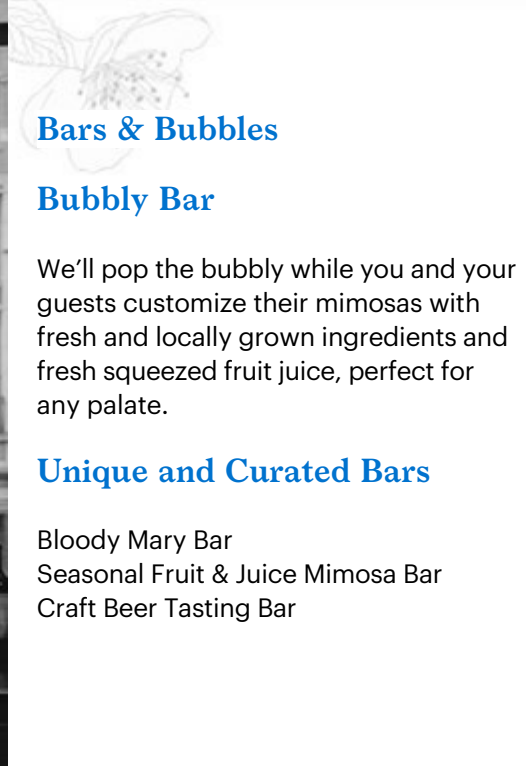 Bars & Bubbles
Bubbly Bar
We’ll pop the bubbly while you and your
guests customize their mimosas with
fresh and locally grown ingredients and
fresh squeezed fruit juice, perfect for
any palate.
Unique and Curated Bars
Bloody Mary Bar
Seasonal Fruit & Juice Mimosa Bar
Craft Beer Tasting Bar